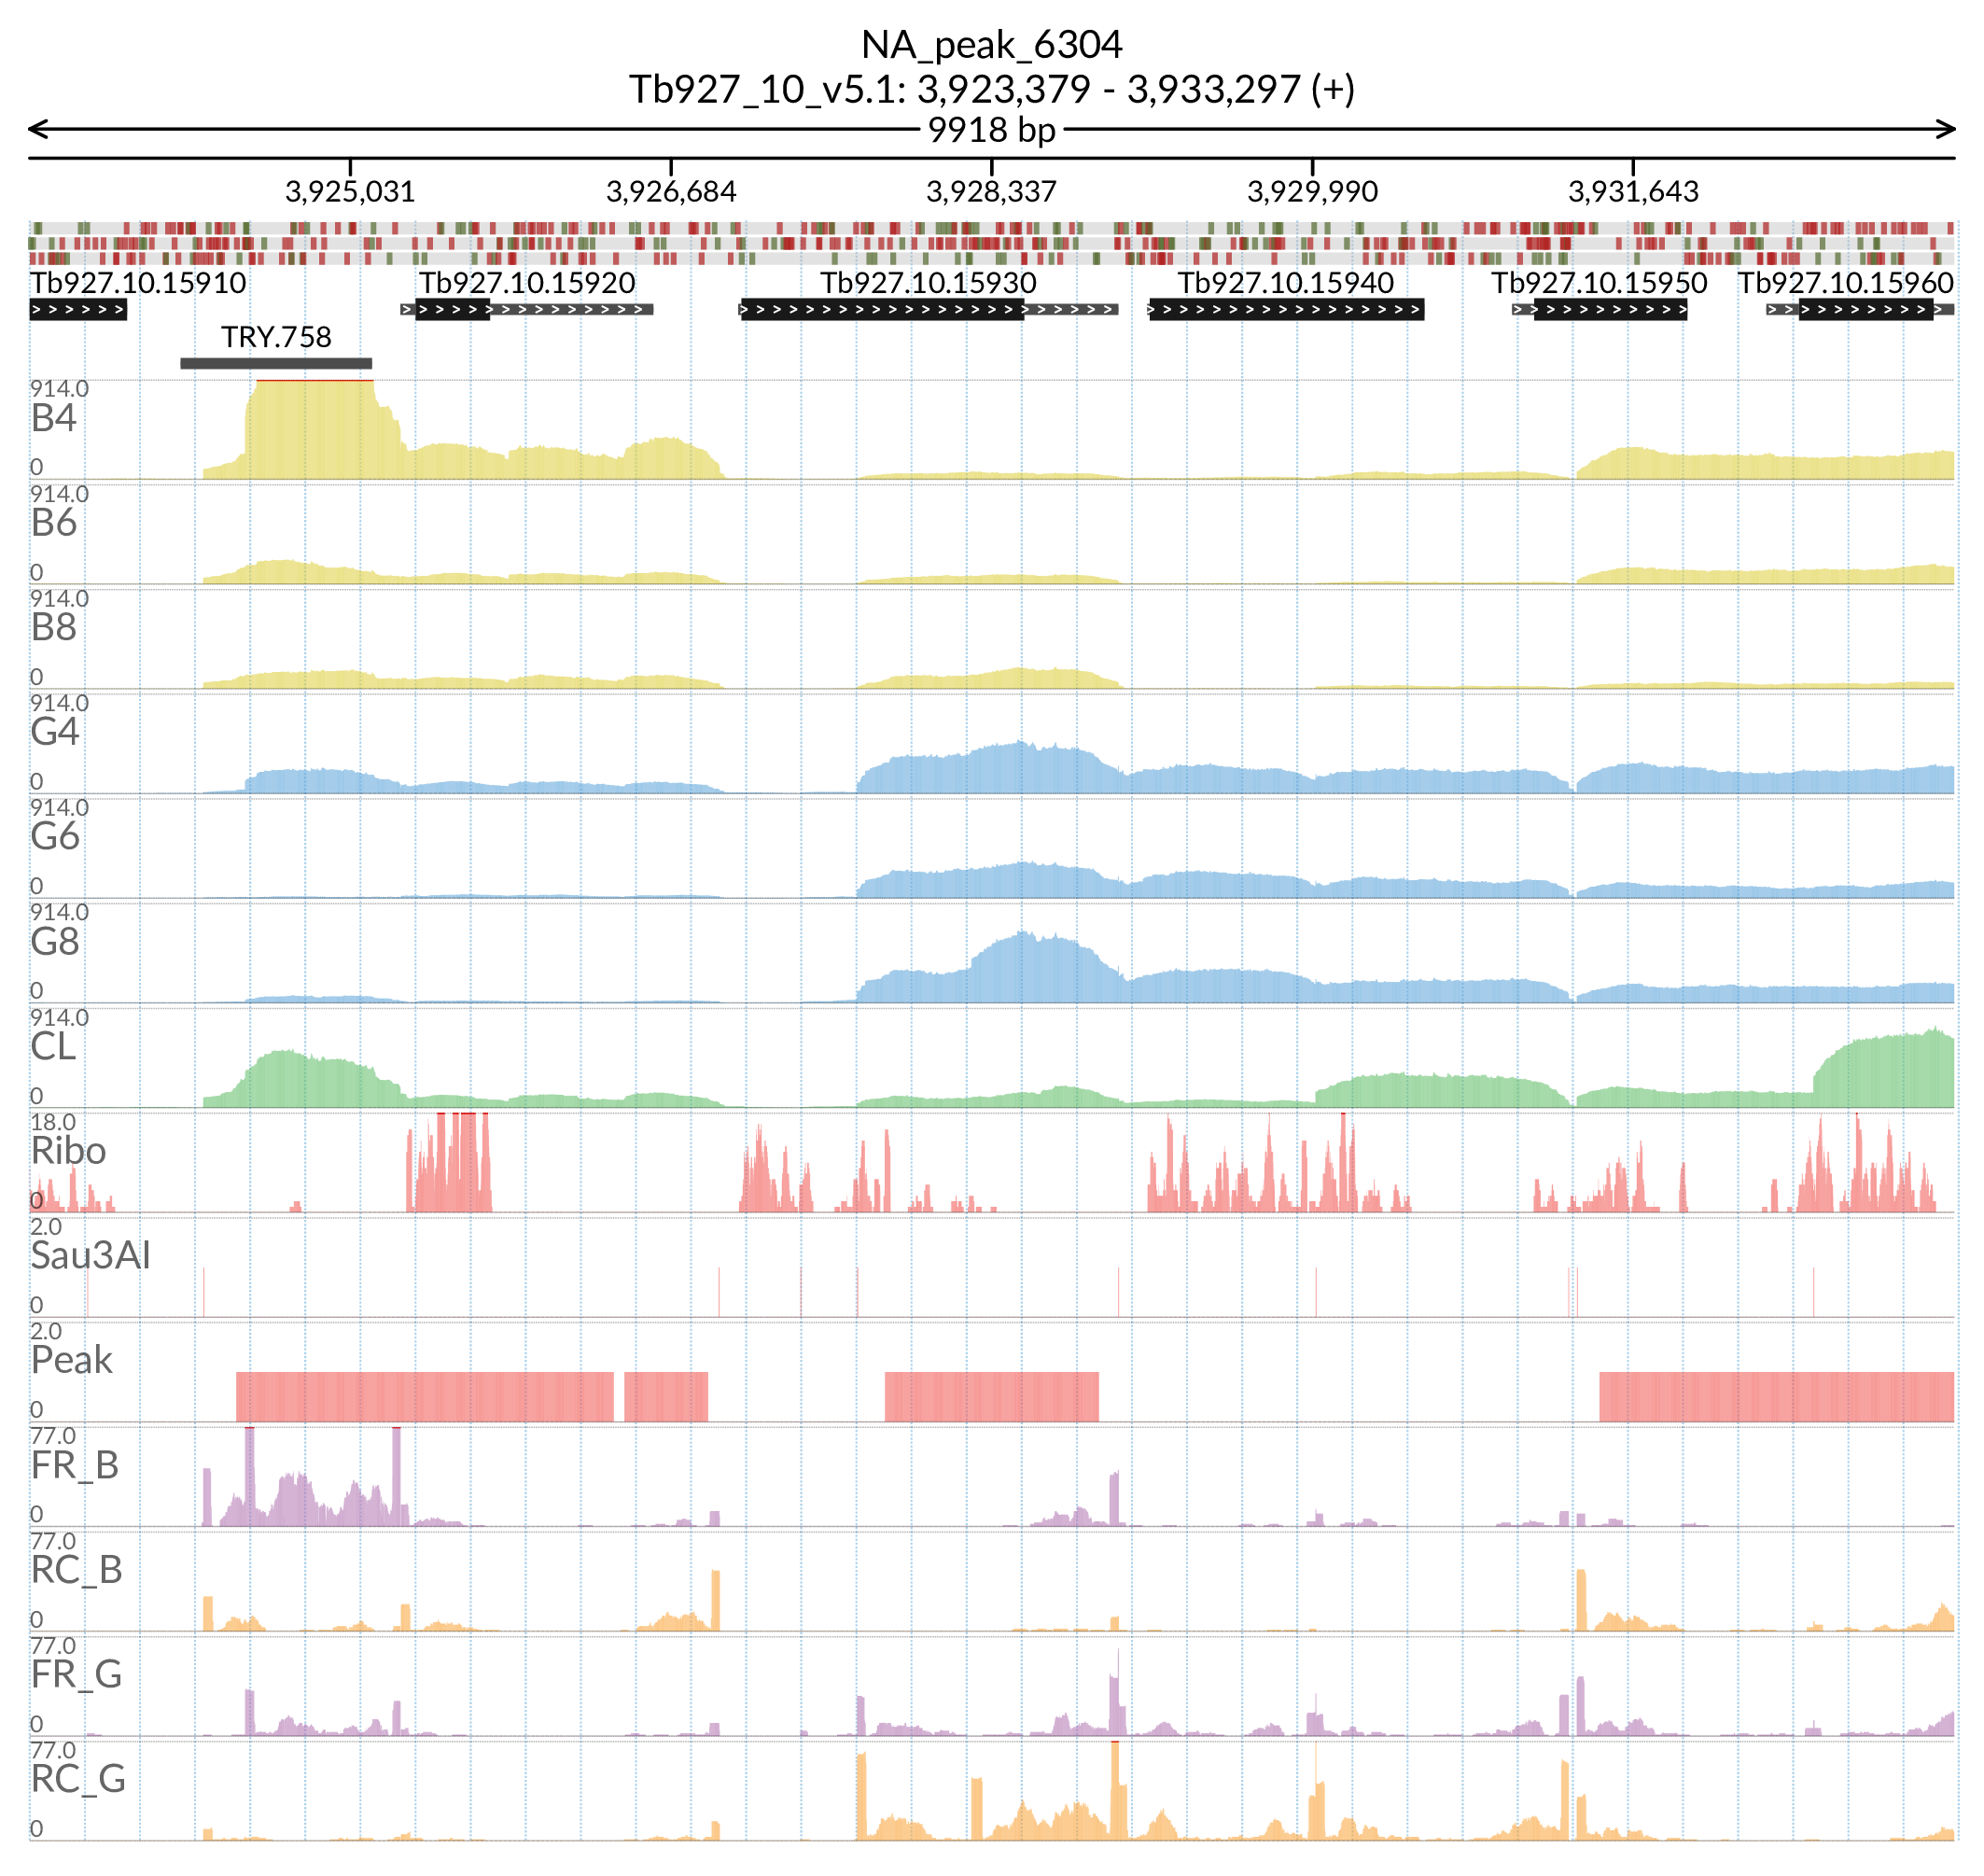 NA_peak_6304
Tb927_10_v5.1: 3,923,379 - 3,933,297 (+)
9918 bp
3,925,031 3,926,684 3,928,337 3,929,990 3,931,643
Tb927.10.15910 Tb927.10.15920 Tb927.10.15930 Tb927.10.15940 Tb927.10.15950 Tb927.10.15960
TRY.758
914.0
B4
0
914.0
B6
0
914.0
B8
0
914.0
G4
0
914.0
G6
0
914.0
G8
0
914.0
CL
0
18.0
Ribo
0
2.0
Sau3AI
0
2.0
Peak
0
77.0
FR_B
0
77.0
RC_B
0
77.0
FR_G
0
77.0
RC_G
0